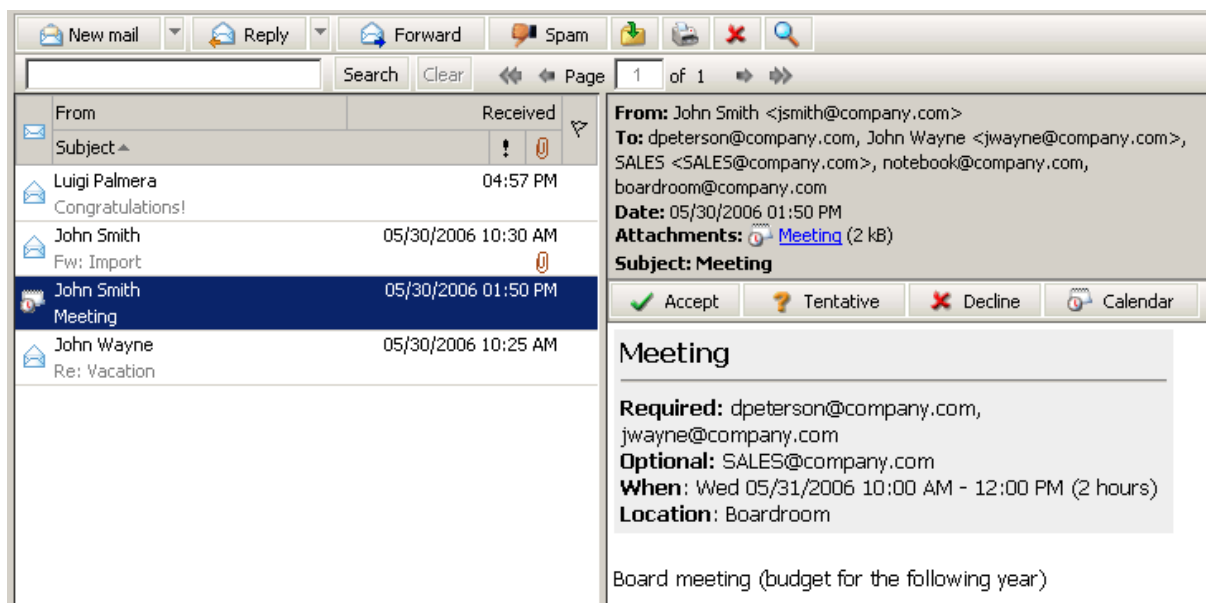 New mail Reply Forward Spam
Search Clear Page 1 of 1
From Received
Subject !
Luigi Palmera 04:57 PM
Congratulations!
John Smith 05/30/2006 10:30 AM
Fw: Import
John Smith 05/30/2006 01:50 PM
Meeting
John Wayne 05/30/2006 10:25 AM
Re: Vacation
From: John Smith <jsmith@company.com>
To: dpeterson@company.com, John Wayne <jwayne@company.com>,
SALES <SALES@company.com>, notebook@company.com,
boardroom@company.com
Date: 05/30/2006 01:50 PM
Attachments: Meeting (2 kB)
Subject: Meeting
Accept Tentative Decline Calendar
Meeting
Required: dpeterson@company.com,
jwayne@company.com
Optional: SALES@company.com
When: Wed 05/31/2006 10:00 AM - 12:00 PM (2 hours)
Location: Boardroom
Board meeting (budget for the following year)